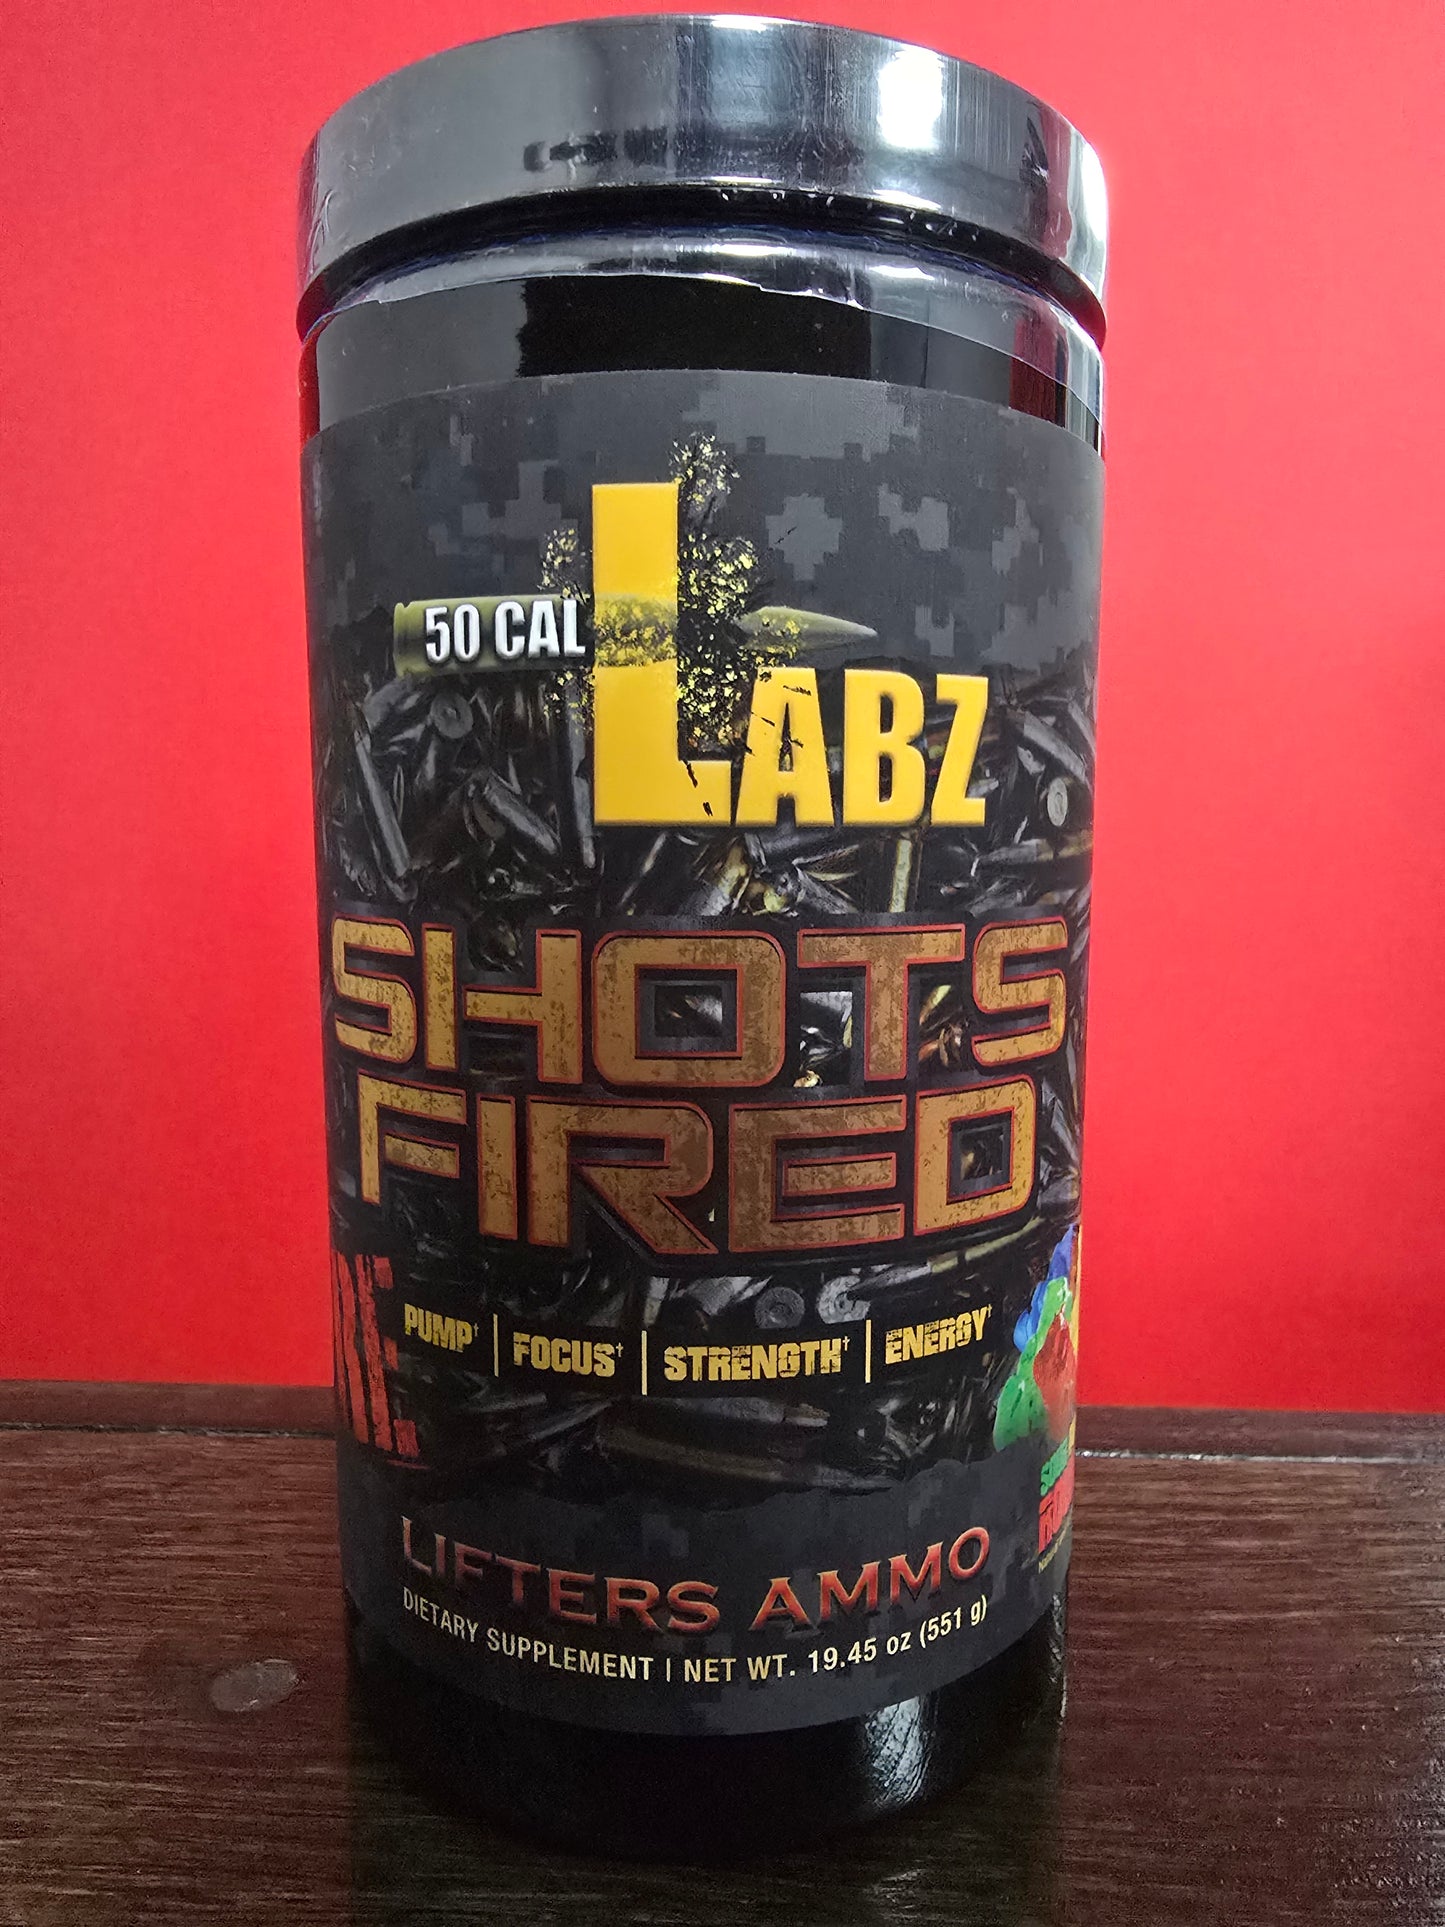 50 CAL
LABZ
SHOTS
FIRED
PUMP† | FOCUS† | STRENGTH† | ENERGY†
LIFTERS AMMO
DIETARY SUPPLEMENT | NET WT. 19.45 oz (551 g)